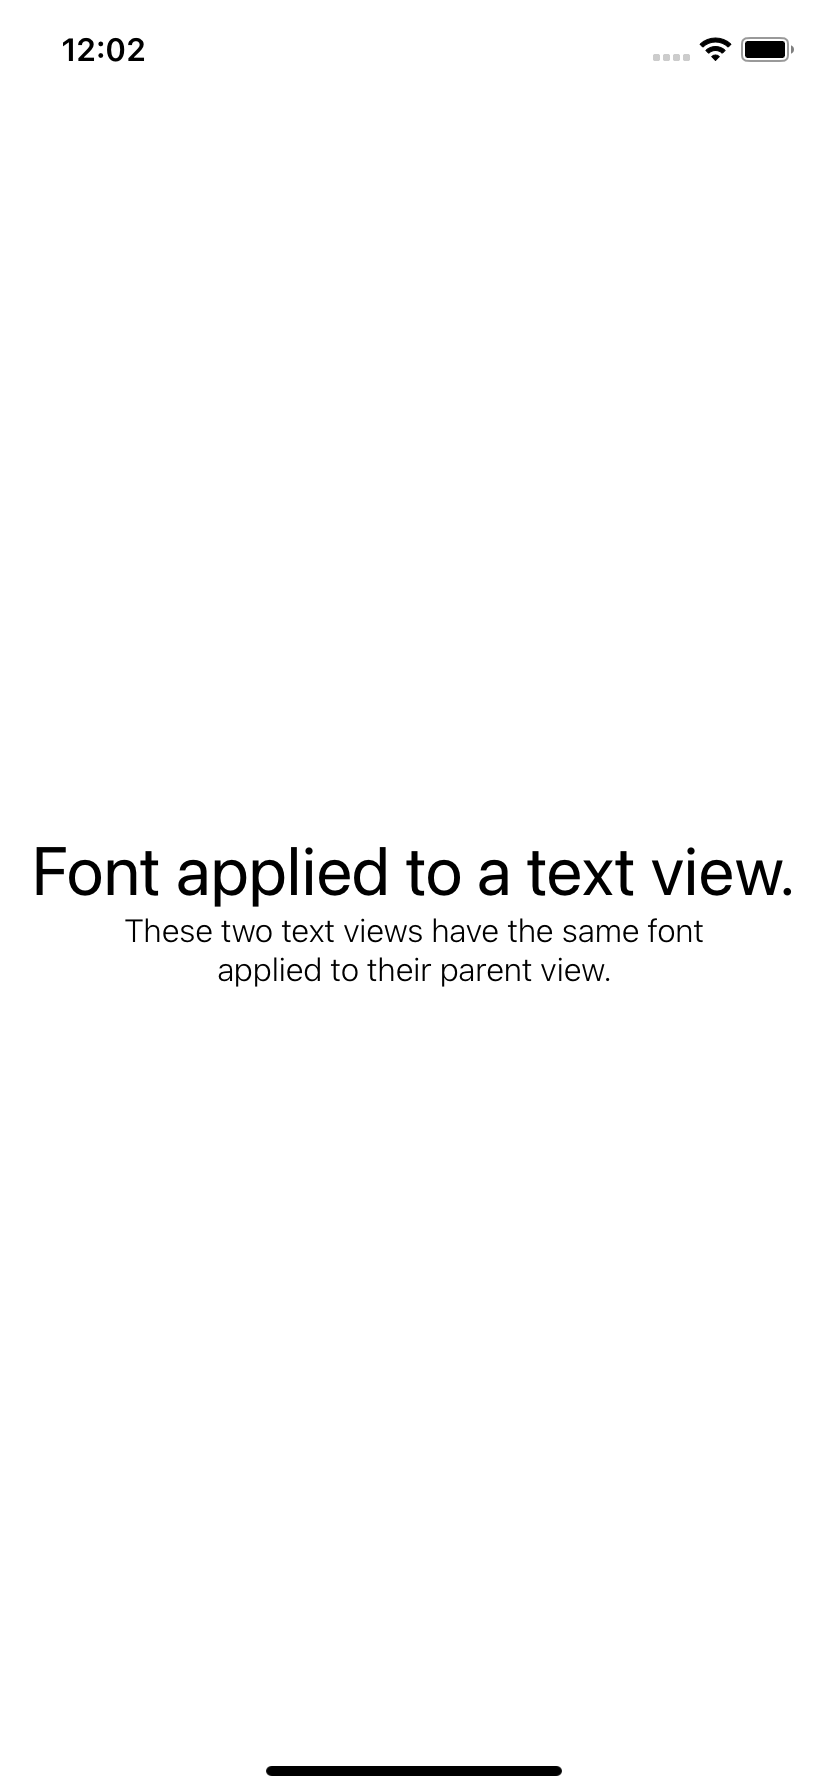 12:02
Font applied to a text view.
These two text views have the same font
applied to their parent view.